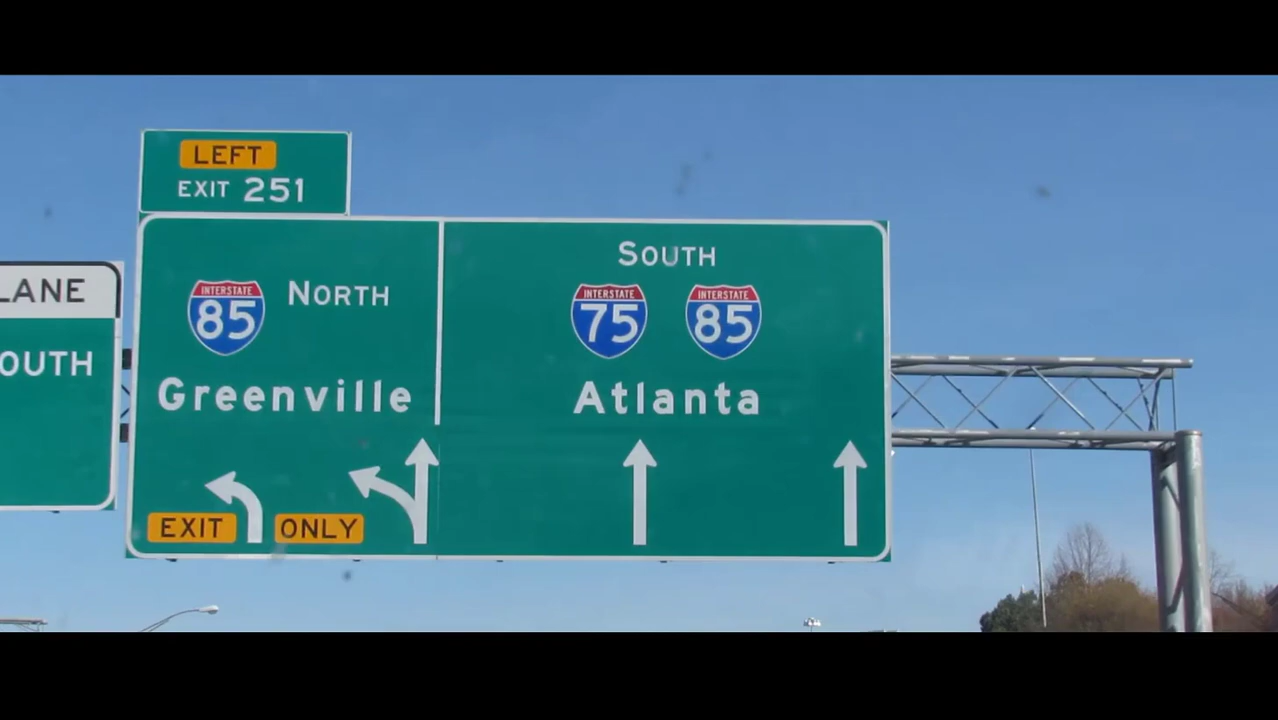 LANE
OUTH
LEFT
EXIT 251
INTERSTATE
85
NORTH
Greenville
EXIT ONLY
SOUTH
INTERSTATE INTERSTATE
75 85
Atlanta